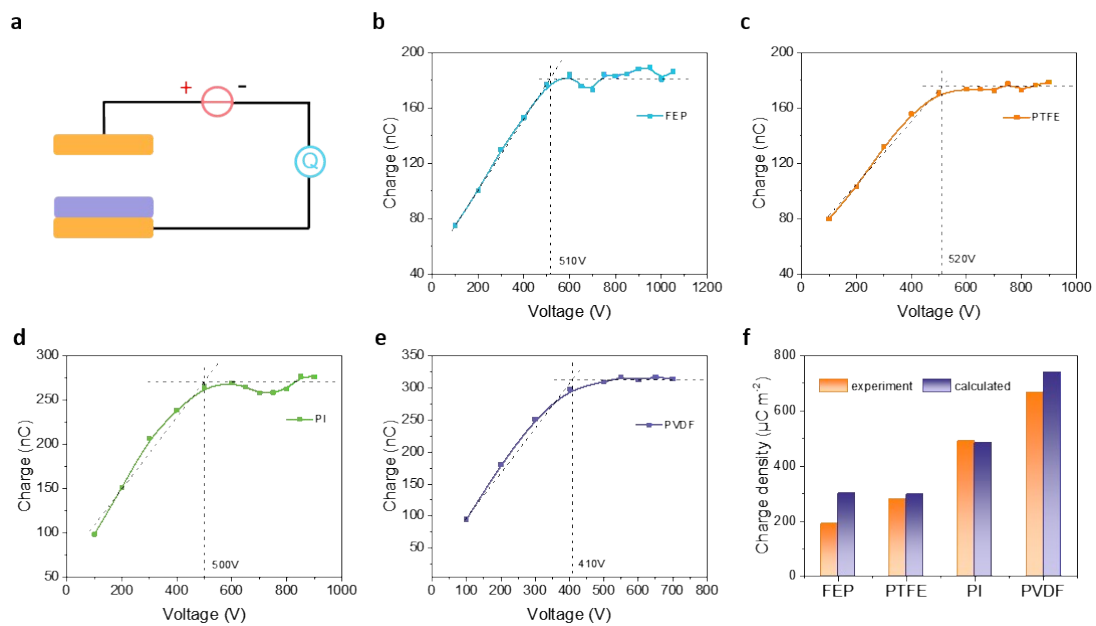 a
+ -
Q
b
200
160
120
80
40
Charge (nC)
FEP
510V
0 200 400 600 800 1000 1200
Voltage (V)
c
200
160
120
80
40
Charge (nC)
PTFE
520V
0 200 400 600 800 1000
Voltage (V)
d
300
250
200
150
100
50
Charge (nC)
PI
500V
0 200 400 600 800 1000
Voltage (V)
e
350
300
250
200
150
100
50
Charge (nC)
PVDF
410V
0 100 200 300 400 500 600 700 800
Voltage (V)
f
800
600
400
200
0
Charge density (μC m⁻²)
experiment calculated
FEP PTFE PI PVDF